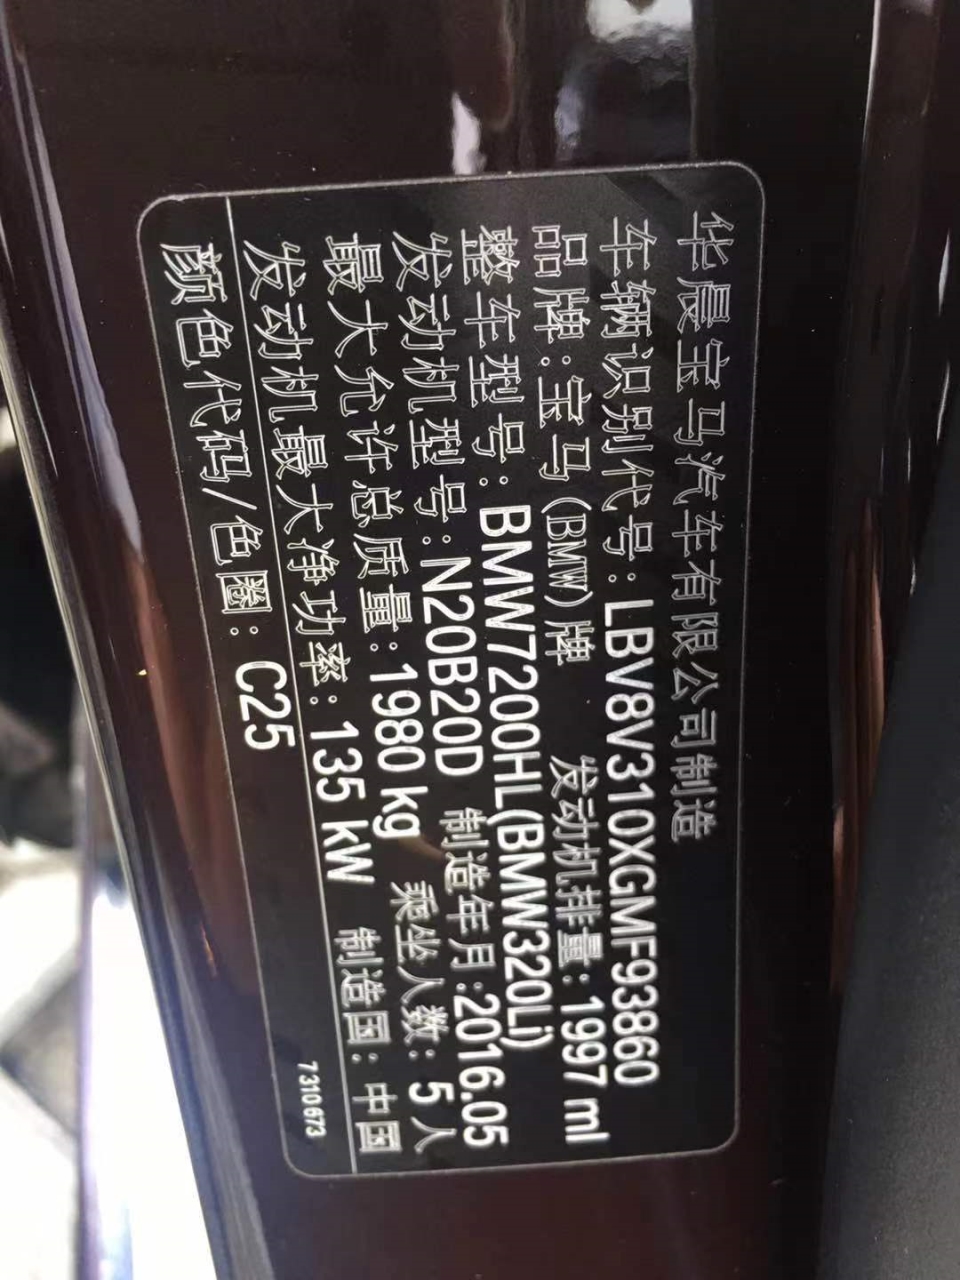 华晨宝马汽车有限公司制造
车辆识别代号:LBV8V310XGMF93860
品牌:宝马(BMW)牌 发动机排量:1997 ml
整车型号:BMW7200HL(BMW320Li)
发动机型号:N20B20D 制造年月:2016.05
最大允许总质量:1980 kg 乘坐人数:5人
发动机最大净功率:135 kW 制造国:中国
颜色代码/色圈:C25
7310673